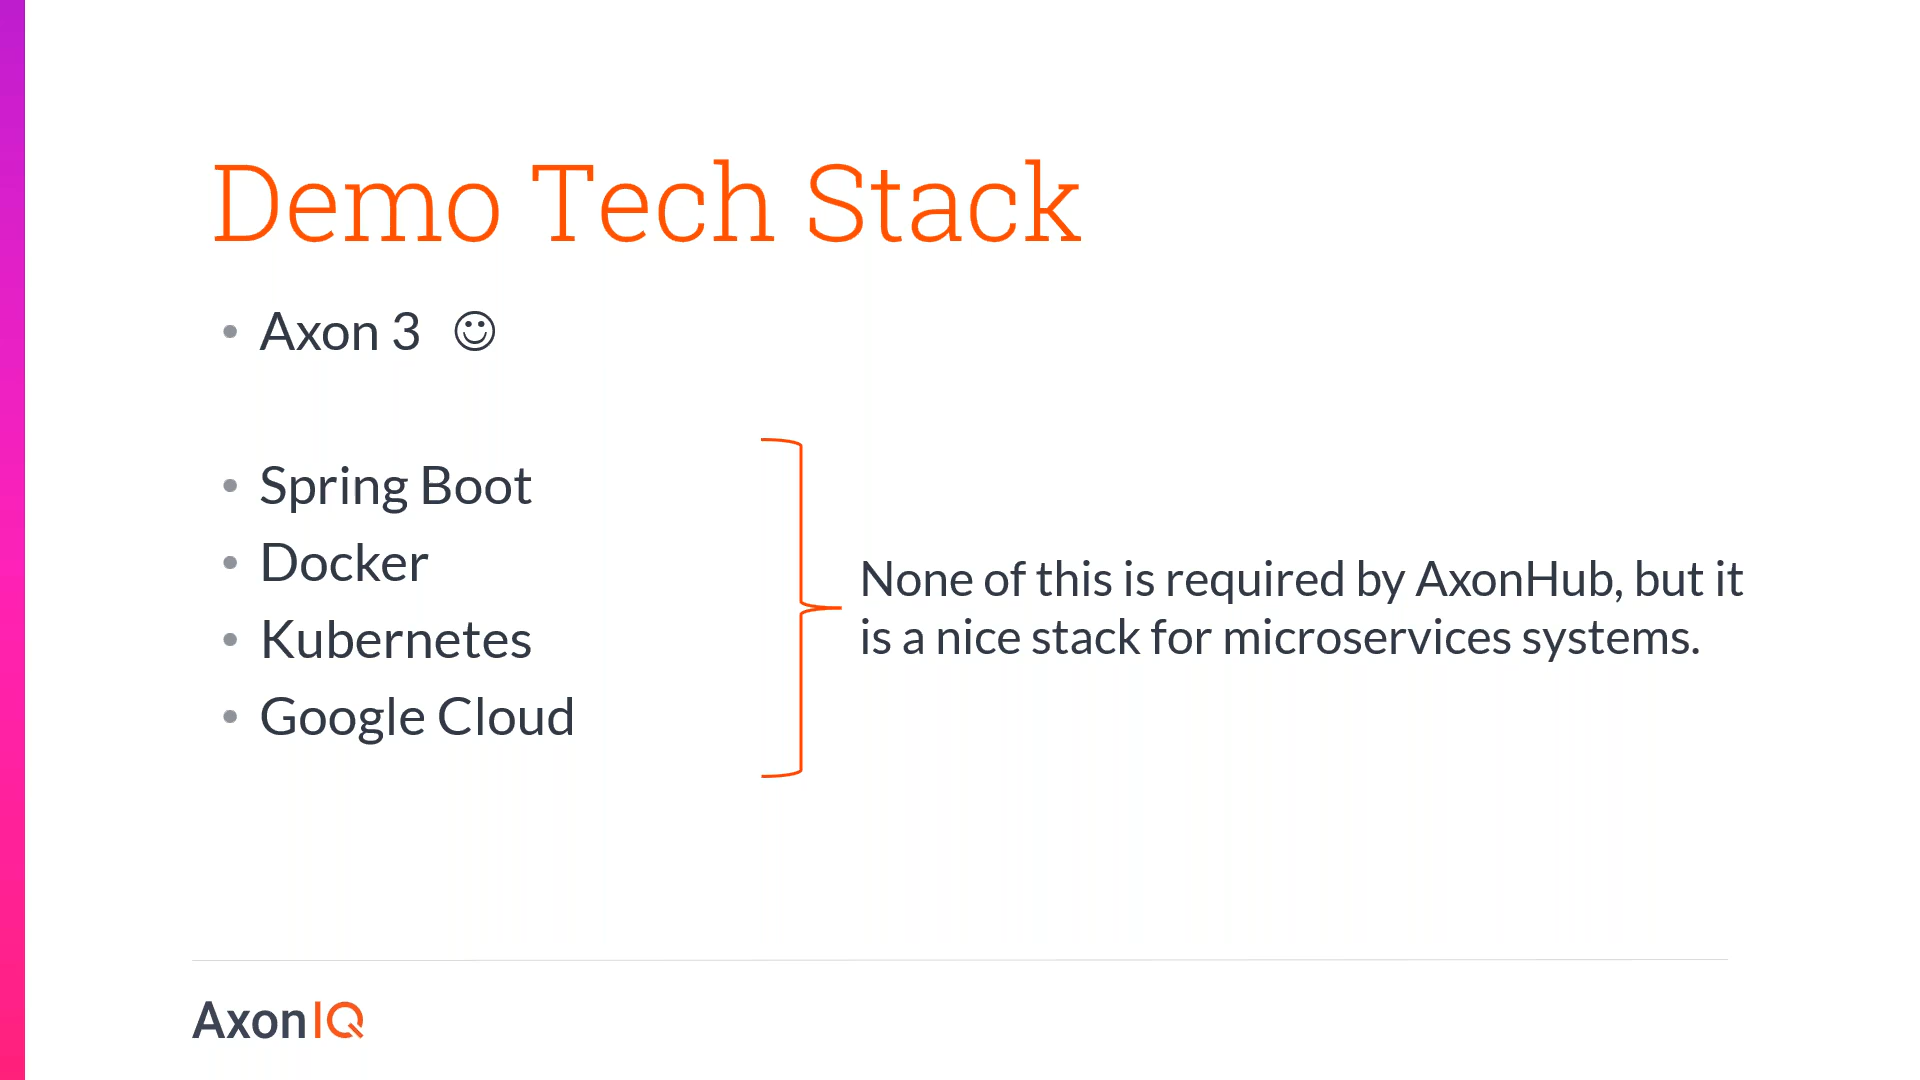 Demo Tech Stack
• Axon 3 ☺
• Spring Boot
• Docker
• Kubernetes
• Google Cloud
None of this is required by AxonHub, but it
is a nice stack for microservices systems.
AxonIQ